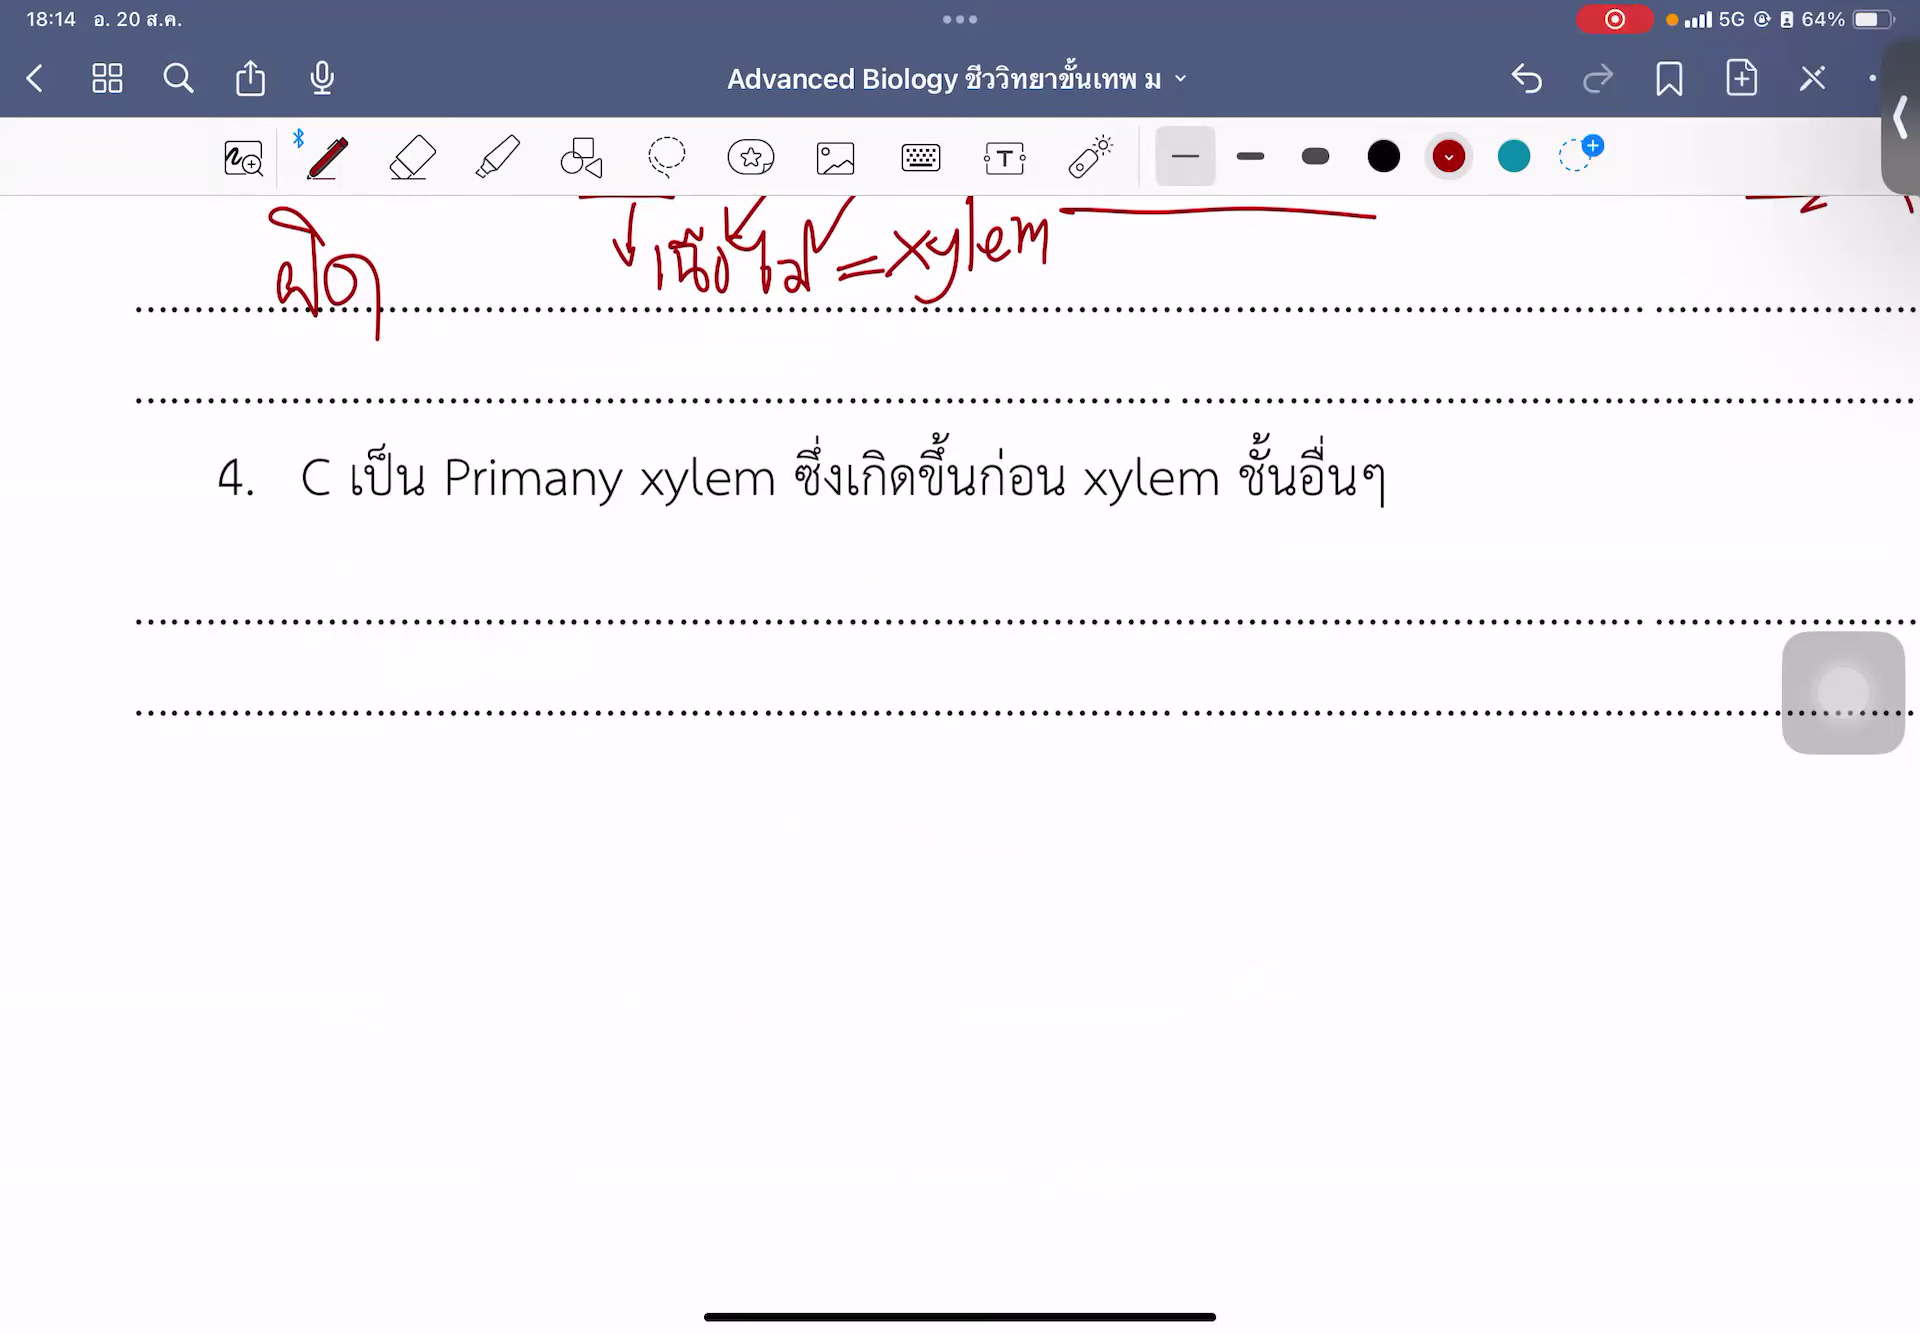 18:14 อ. 20 ส.ค. 5G 64%
Advanced Biology ชีววิทยาขั้นเทพ ม
T
เนื้อไม้ = xylem
ผิด
4. C เป็น Primany xylem ซึ่งเกิดขึ้นก่อน xylem ชั้นอื่นๆ